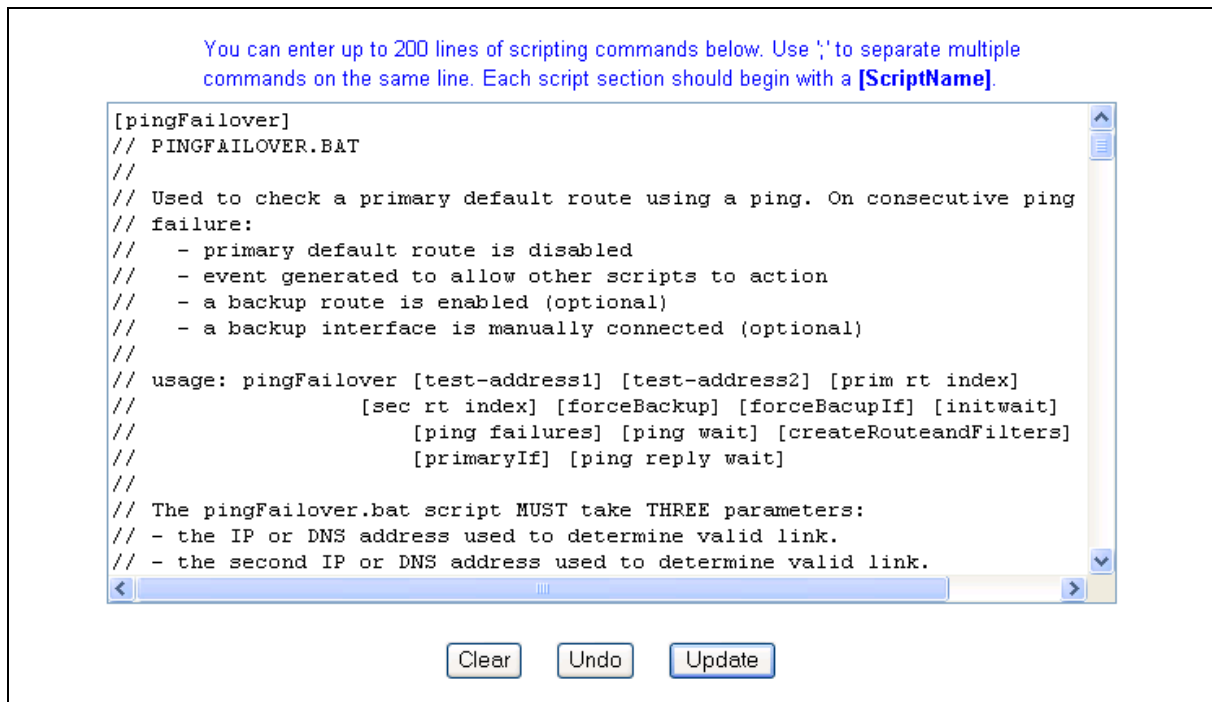 You can enter up to 200 lines of scripting commands below. Use ';' to separate multiple
commands on the same line. Each script section should begin with a [ScriptName].
[pingFailover]
// PINGFAILOVER.BAT
//
// Used to check a primary default route using a ping. On consecutive ping
// failure:
//   - primary default route is disabled
//   - event generated to allow other scripts to action
//   - a backup route is enabled (optional)
//   - a backup interface is manually connected (optional)
//
// usage: pingFailover [test-address1] [test-address2] [prim rt index]
//                 [sec rt index] [forceBackup] [forceBacupIf] [initwait]
//                     [ping failures] [ping wait] [createRouteandFilters]
//                     [primaryIf] [ping reply wait]
//
// The pingFailover.bat script MUST take THREE parameters:
// - the IP or DNS address used to determine valid link.
// - the second IP or DNS address used to determine valid link.
Clear Undo Update